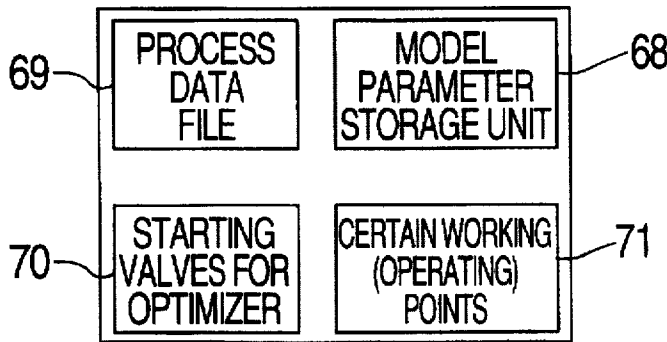 69
PROCESS
DATA
FILE
MODEL
PARAMETER
STORAGE UNIT
68
70
STARTING
VALVES FOR
OPTIMIZER
CERTAIN WORKING
(OPERATING)
POINTS
71